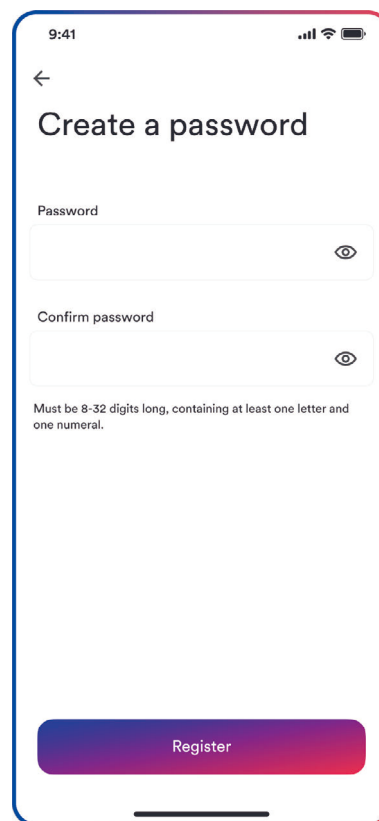 9:41
Create a password
Password
Confirm password
Must be 8-32 digits long, containing at least one letter and
one numeral.
Register